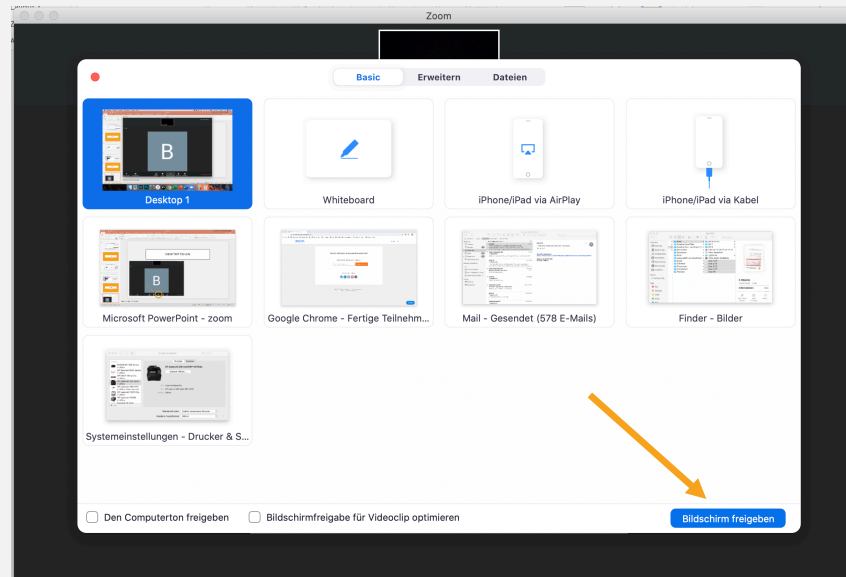 Zoom
Basic Erweitern Dateien
B
Desktop 1
Whiteboard
iPhone/iPad via AirPlay
iPhone/iPad via Kabel
B
Microsoft PowerPoint - zoom
Google Chrome - Fertige Teilnehm...
Mail - Gesendet (578 E-Mails)
Finder - Bilder
Systemeinstellungen - Drucker & S...
Den Computerton freigeben
Bildschirmfreigabe für Videoclip optimieren
Bildschirm freigeben